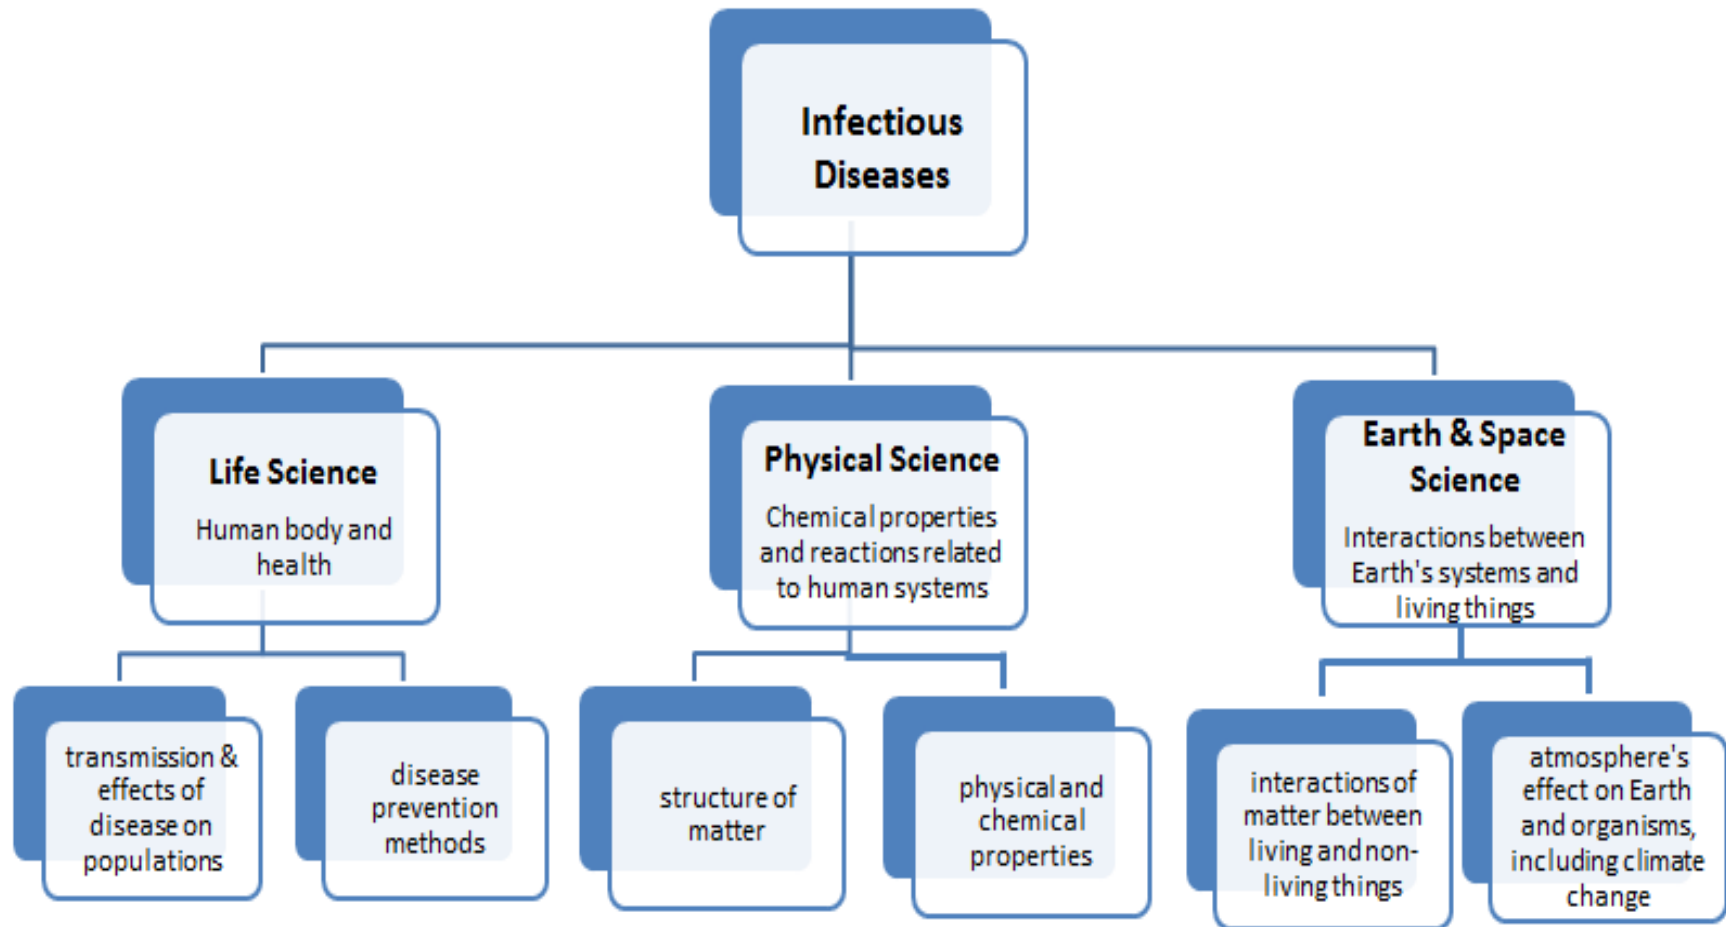 Infectious
Diseases
Life Science
Human body and
health
Physical Science
Chemical properties
and reactions related
to human systems
Earth & Space
Science
Interactions between
Earth's systems and
living things
transmission &
effects of
disease on
populations
disease
prevention
methods
structure of
matter
physical and
chemical
properties
interactions of
matter between
living and non-
living things
atmosphere's
effect on Earth
and organisms,
including climate
change